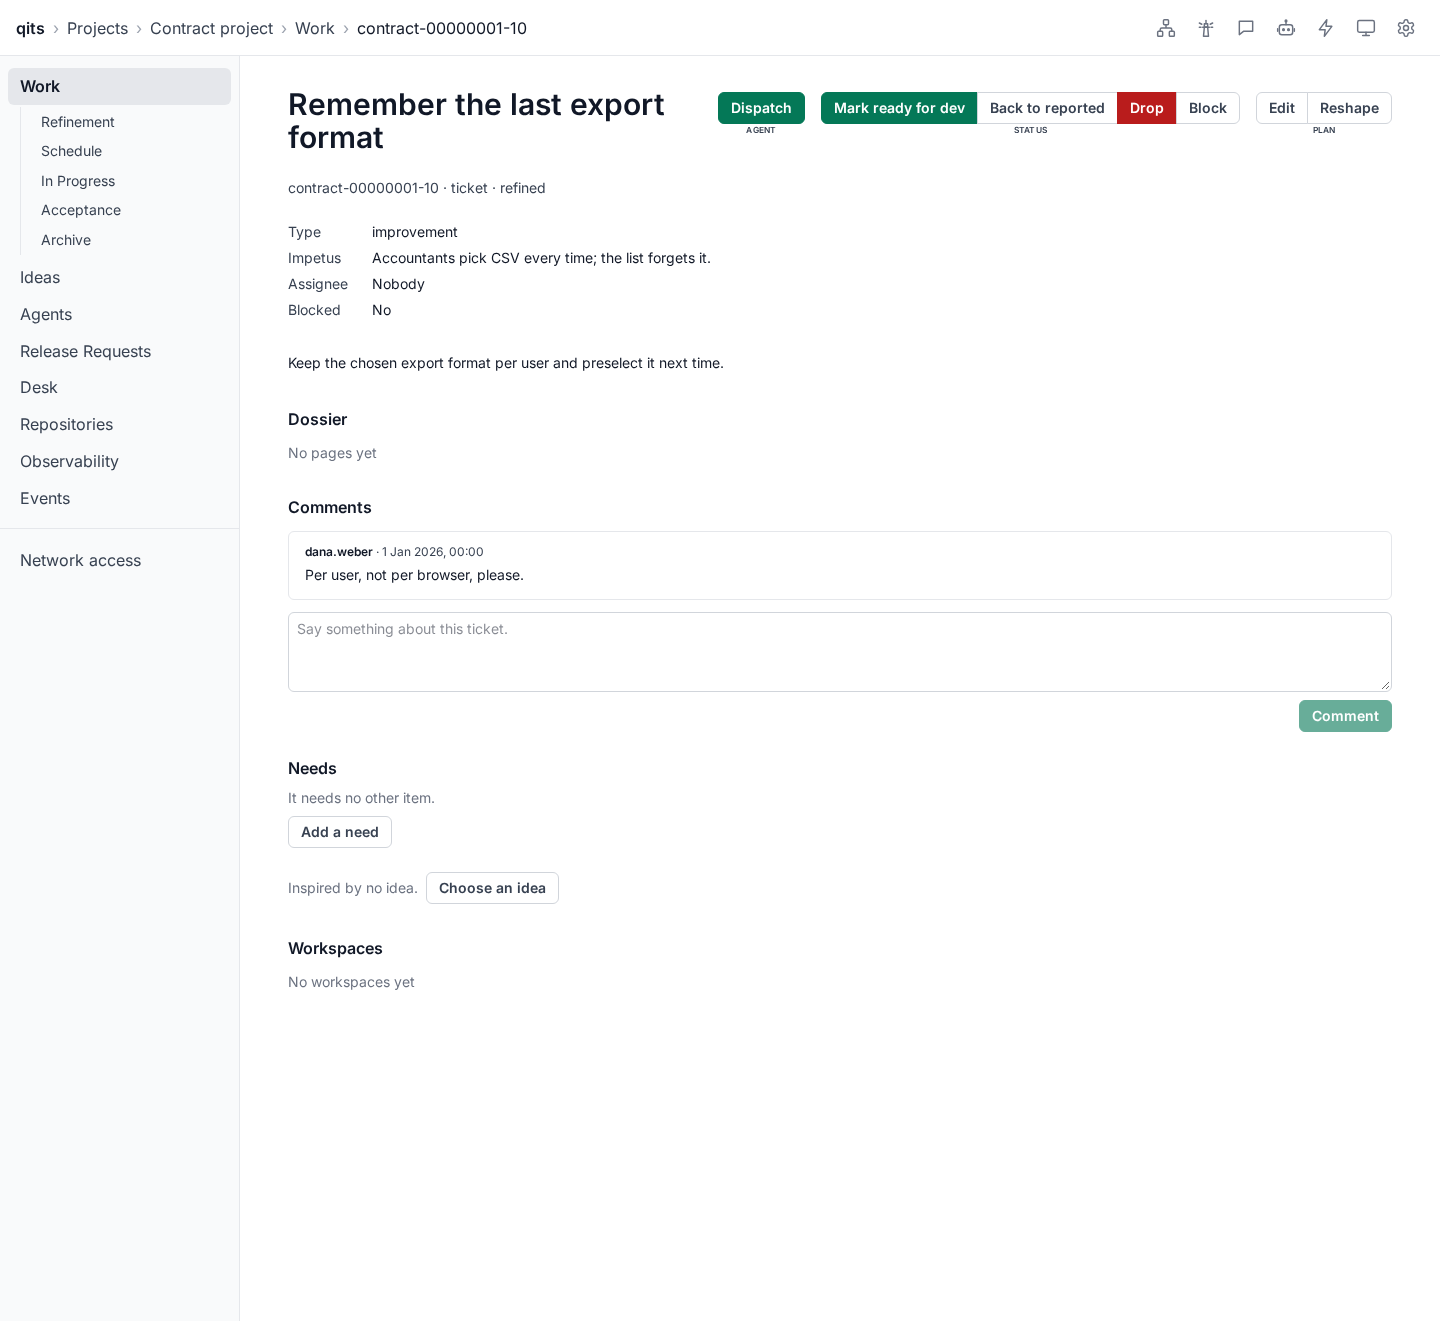 qits › Projects › Contract project › Work › contract-00000001-10
Work
Refinement
Schedule
In Progress
Acceptance
Archive
Ideas
Agents
Release Requests
Desk
Repositories
Observability
Events
Network access
Remember the last export
format
Dispatch
AGENT
Mark ready for dev Back to reported Drop Block
STATUS
Edit Reshape
PLAN
contract-00000001-10 · ticket · refined
Type improvement
Impetus Accountants pick CSV every time; the list forgets it.
Assignee Nobody
Blocked No
Keep the chosen export format per user and preselect it next time.
Dossier
No pages yet
Comments
dana.weber · 1 Jan 2026, 00:00
Per user, not per browser, please.
Say something about this ticket.
Comment
Needs
It needs no other item.
Add a need
Inspired by no idea. Choose an idea
Workspaces
No workspaces yet